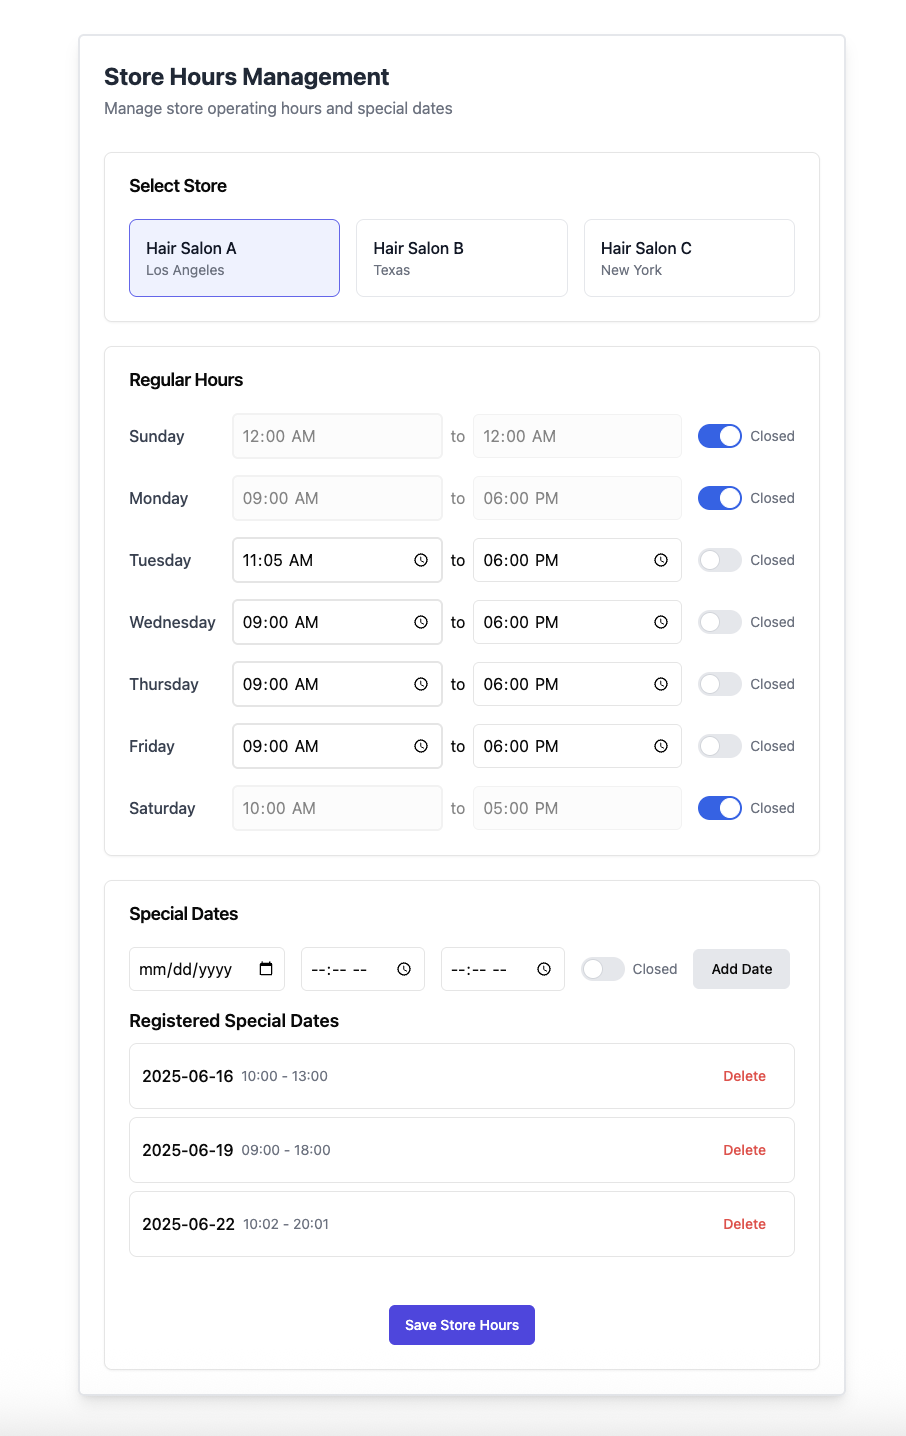 Store Hours Management
Manage store operating hours and special dates
Select Store
Hair Salon A
Los Angeles
Hair Salon B
Texas
Hair Salon C
New York
Regular Hours
Sunday 12:00 AM to 12:00 AM Closed
Monday 09:00 AM to 06:00 PM Closed
Tuesday 11:05 AM to 06:00 PM Closed
Wednesday 09:00 AM to 06:00 PM Closed
Thursday 09:00 AM to 06:00 PM Closed
Friday 09:00 AM to 06:00 PM Closed
Saturday 10:00 AM to 05:00 PM Closed
Special Dates
mm/dd/yyyy --:-- -- --:-- -- Closed Add Date
Registered Special Dates
2025-06-16 10:00 - 13:00 Delete
2025-06-19 09:00 - 18:00 Delete
2025-06-22 10:02 - 20:01 Delete
Save Store Hours